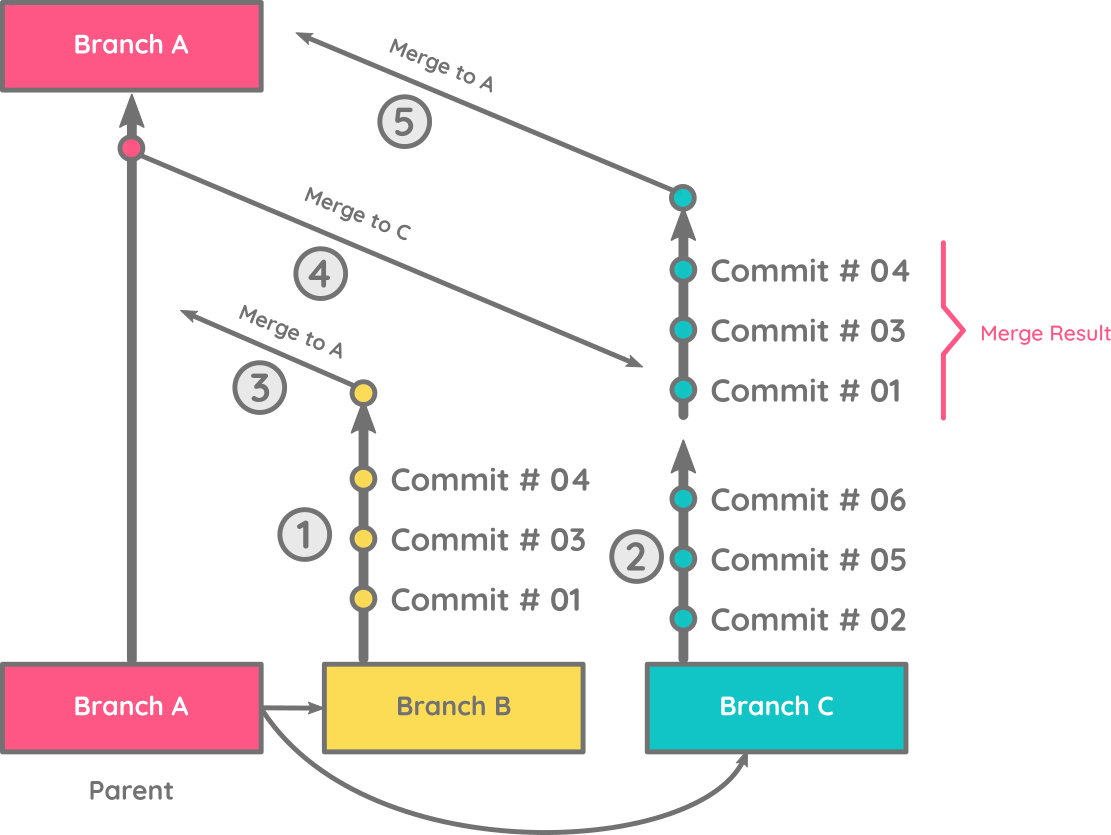 Branch A
Merge to A
5
Merge to C
4
Commit # 04
Merge to A
Commit # 03
Merge Result
3
Commit # 01
Commit # 04
Commit # 06
1
Commit # 03
2
Commit # 05
Commit # 01
Commit # 02
Branch A
Branch B
Branch C
Parent